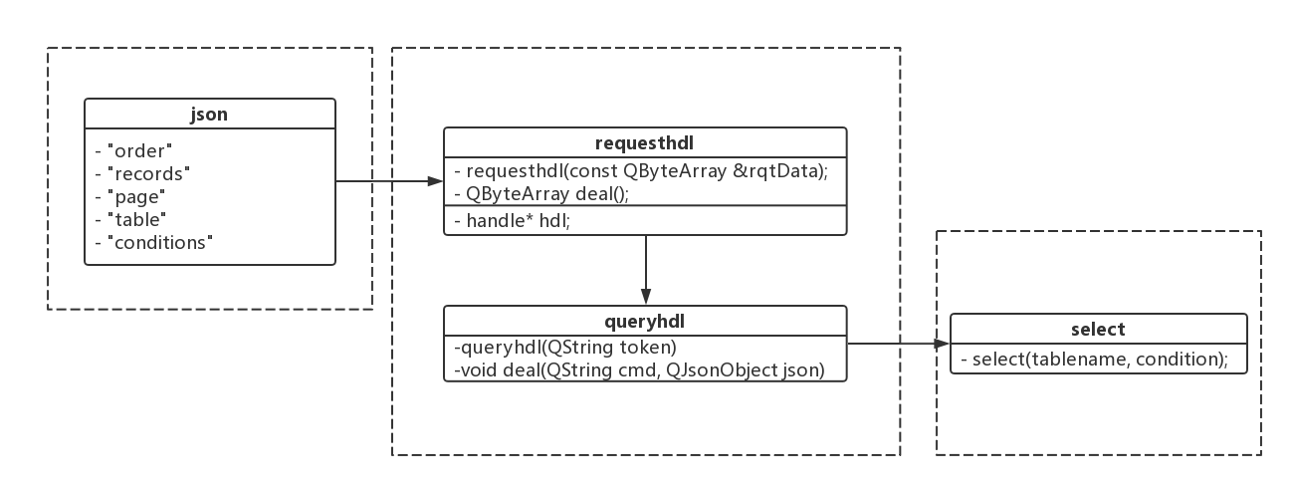 json
- "order"
- "records"
- "page"
- "table"
- "conditions"
requesthdl
- requesthdl(const QByteArray &rqtData);
- QByteArray deal();
- handle* hdl;
queryhdl
-queryhdl(QString token)
-void deal(QString cmd, QJsonObject json)
select
- select(tablename, condition);